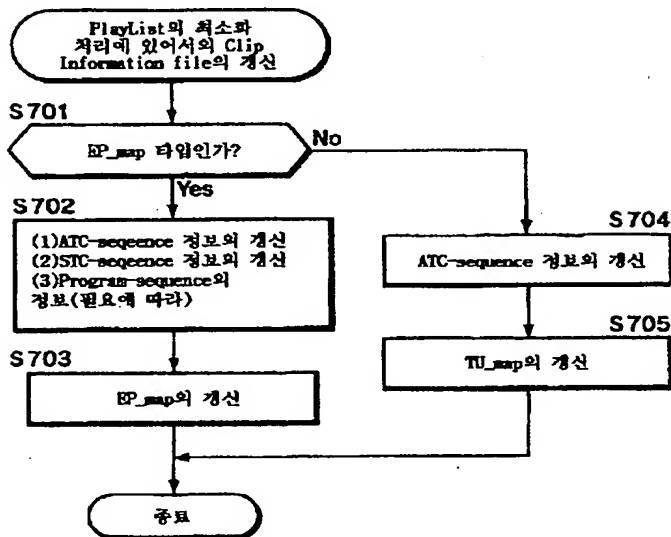 PlayList의 최소화
처리에 있어서의 Clip
Information file의 갱신
S701
EP_map 타입인가?
No
Yes
S702
(1)ATC-seqeence 정보의 갱신
(2)STC-seqeence 정보의 갱신
(3)Program-sequence의
정보(필요에 따라)
S703
EP_map의 갱신
S704
ATC-sequence 정보의 갱신
S705
TU_map의 갱신
종료